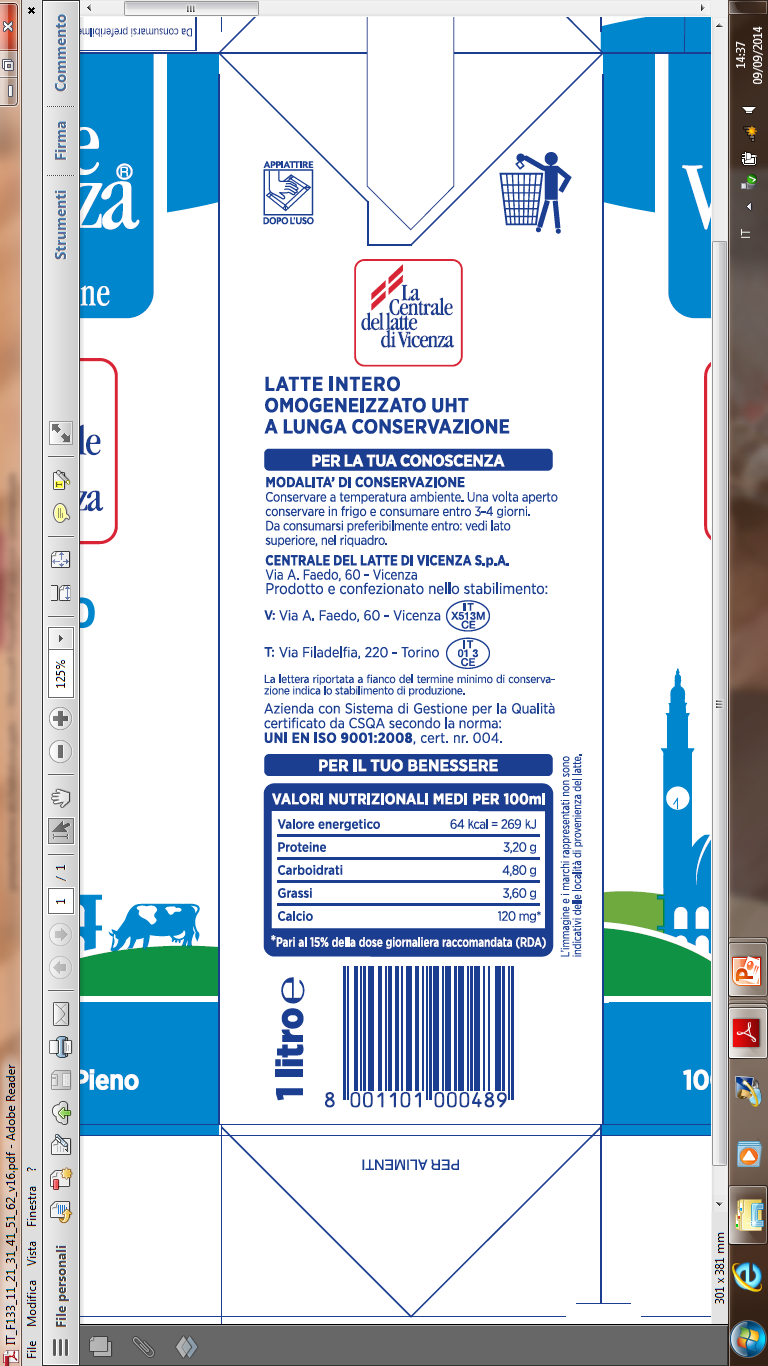 IT_F133_11_21_31_41_51_62_v16.pdf - Adobe Reader
File Modifica Vista Finestra ?
File personali
1 / 1
125%
Strumenti
Firma
Commento
e
za®
ne
le
za
o
Pieno
APPIATTIRE
DOPO L'USO
La
Centrale
del latte
di Vicenza
LATTE INTERO
OMOGENEIZZATO UHT
A LUNGA CONSERVAZIONE
PER LA TUA CONOSCENZA
MODALITA' DI CONSERVAZIONE
Conservare a temperatura ambiente. Una volta aperto
conservare in frigo e consumare entro 3-4 giorni.
Da consumarsi preferibilmente entro: vedi lato
superiore, nel riquadro.
CENTRALE DEL LATTE DI VICENZA S.p.A.
Via A. Faedo, 60 - Vicenza
Prodotto e confezionato nello stabilimento:
V: Via A. Faedo, 60 - Vicenza IT X513M CE
T: Via Filadelfia, 220 - Torino IT 01 3 CE
La lettera riportata a fianco del termine minimo di conserva-
zione indica lo stabilimento di produzione.
Azienda con Sistema di Gestione per la Qualità
certificato da CSQA secondo la norma:
UNI EN ISO 9001:2008, cert. nr. 004.
PER IL TUO BENESSERE
VALORI NUTRIZIONALI MEDI PER 100ml
Valore energetico 64 kcal = 269 kJ
Proteine 3,20 g
Carboidrati 4,80 g
Grassi 3,60 g
Calcio 120 mg*
*Pari al 15% della dose giornaliera raccomandata (RDA)
L'immagine e i marchi rappresentati non sono
indicativi delle località di provenienza del latte.
1 litro e
8 001101 000489
PER ALIMENTI
Da consumarsi
V
10
301 x 381 mm
IT
14:37
09/09/2014